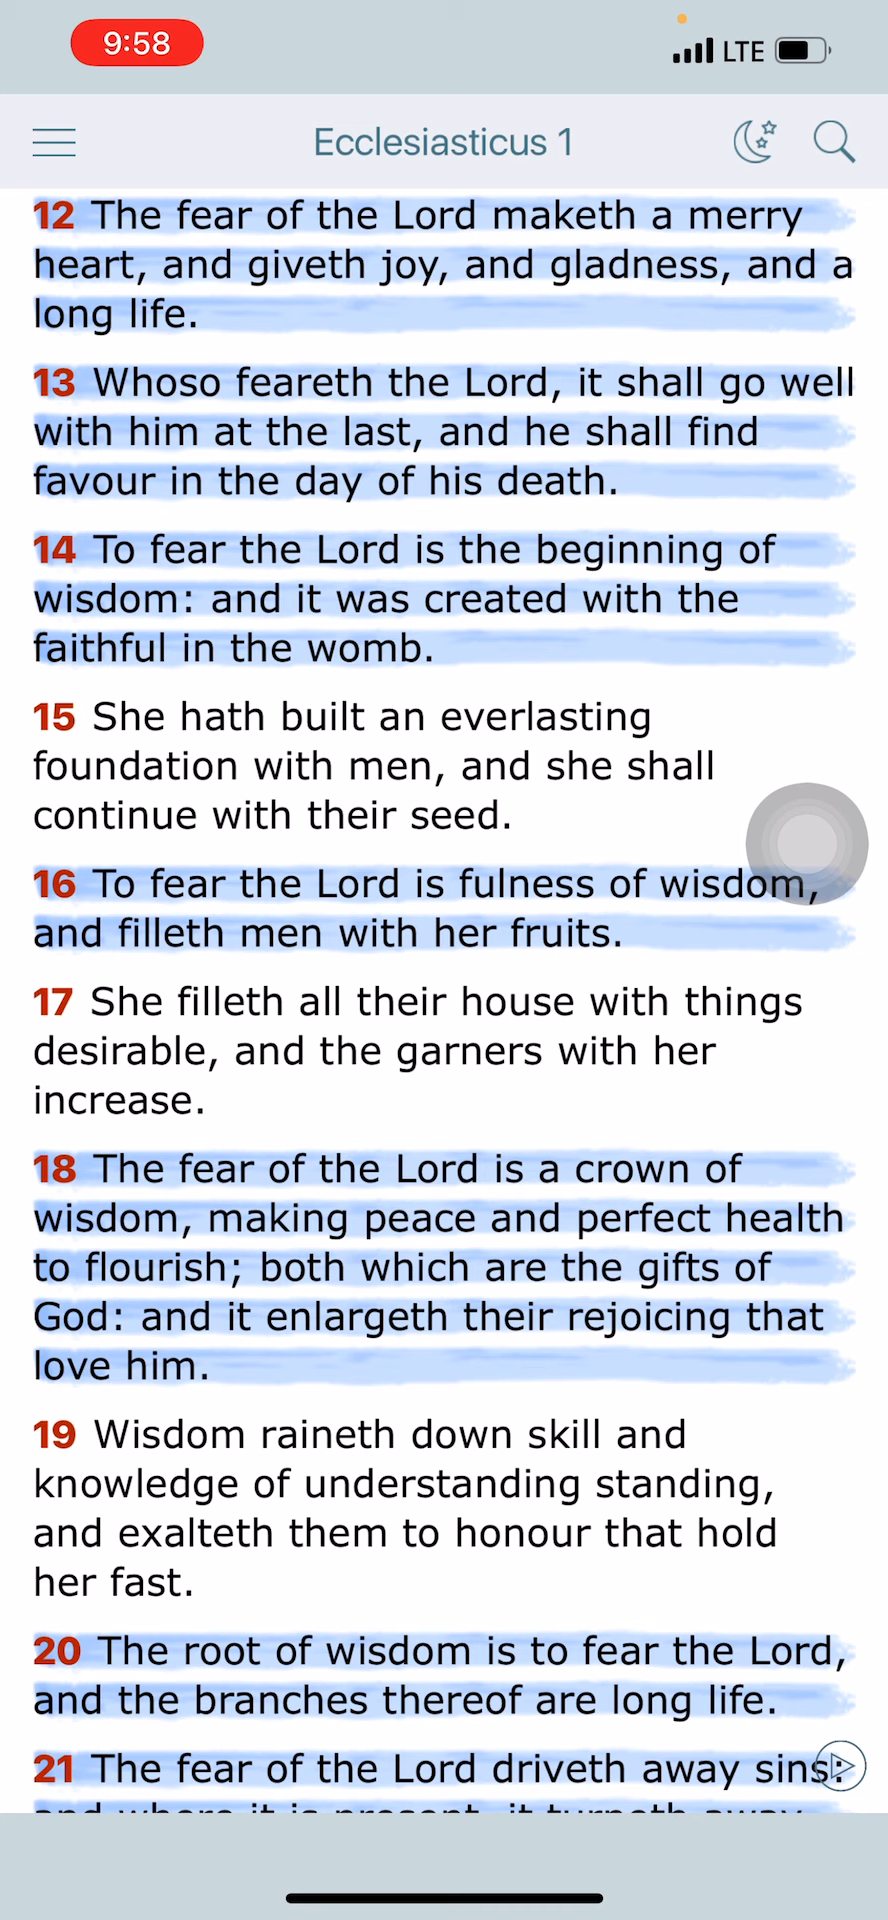 9:58
LTE
Ecclesiasticus 1
12 The fear of the Lord maketh a merry
heart, and giveth joy, and gladness, and a
long life.
13 Whoso feareth the Lord, it shall go well
with him at the last, and he shall find
favour in the day of his death.
14 To fear the Lord is the beginning of
wisdom: and it was created with the
faithful in the womb.
15 She hath built an everlasting
foundation with men, and she shall
continue with their seed.
16 To fear the Lord is fulness of wisdom,
and filleth men with her fruits.
17 She filleth all their house with things
desirable, and the garners with her
increase.
18 The fear of the Lord is a crown of
wisdom, making peace and perfect health
to flourish; both which are the gifts of
God: and it enlargeth their rejoicing that
love him.
19 Wisdom raineth down skill and
knowledge of understanding standing,
and exalteth them to honour that hold
her fast.
20 The root of wisdom is to fear the Lord,
and the branches thereof are long life.
21 The fear of the Lord driveth away sins:
and where it is present, it turneth away